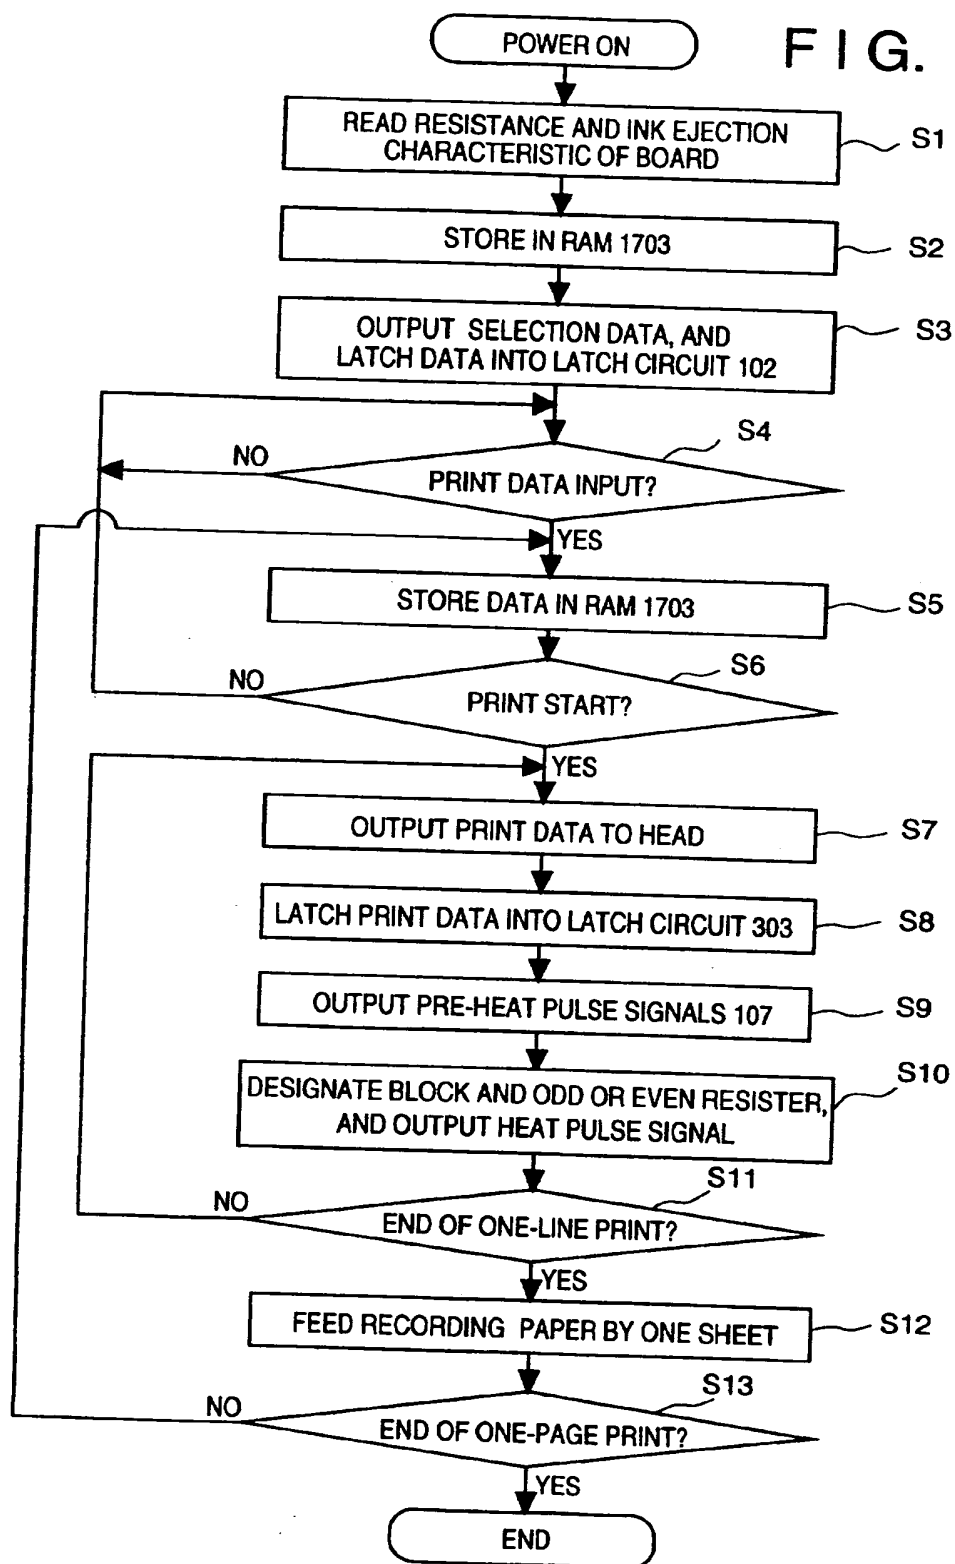 FIG.
POWER ON
READ RESISTANCE AND INK EJECTION
CHARACTERISTIC OF BOARD
S1
STORE IN RAM 1703
S2
OUTPUT SELECTION DATA, AND
LATCH DATA INTO LATCH CIRCUIT 102
S3
S4
NO
PRINT DATA INPUT?
YES
STORE DATA IN RAM 1703
S5
S6
NO
PRINT START?
YES
OUTPUT PRINT DATA TO HEAD
S7
LATCH PRINT DATA INTO LATCH CIRCUIT 303
S8
OUTPUT PRE-HEAT PULSE SIGNALS 107
S9
DESIGNATE BLOCK AND ODD OR EVEN RESISTER,
AND OUTPUT HEAT PULSE SIGNAL
S10
S11
NO
END OF ONE-LINE PRINT?
YES
FEED RECORDING PAPER BY ONE SHEET
S12
S13
NO
END OF ONE-PAGE PRINT?
YES
END